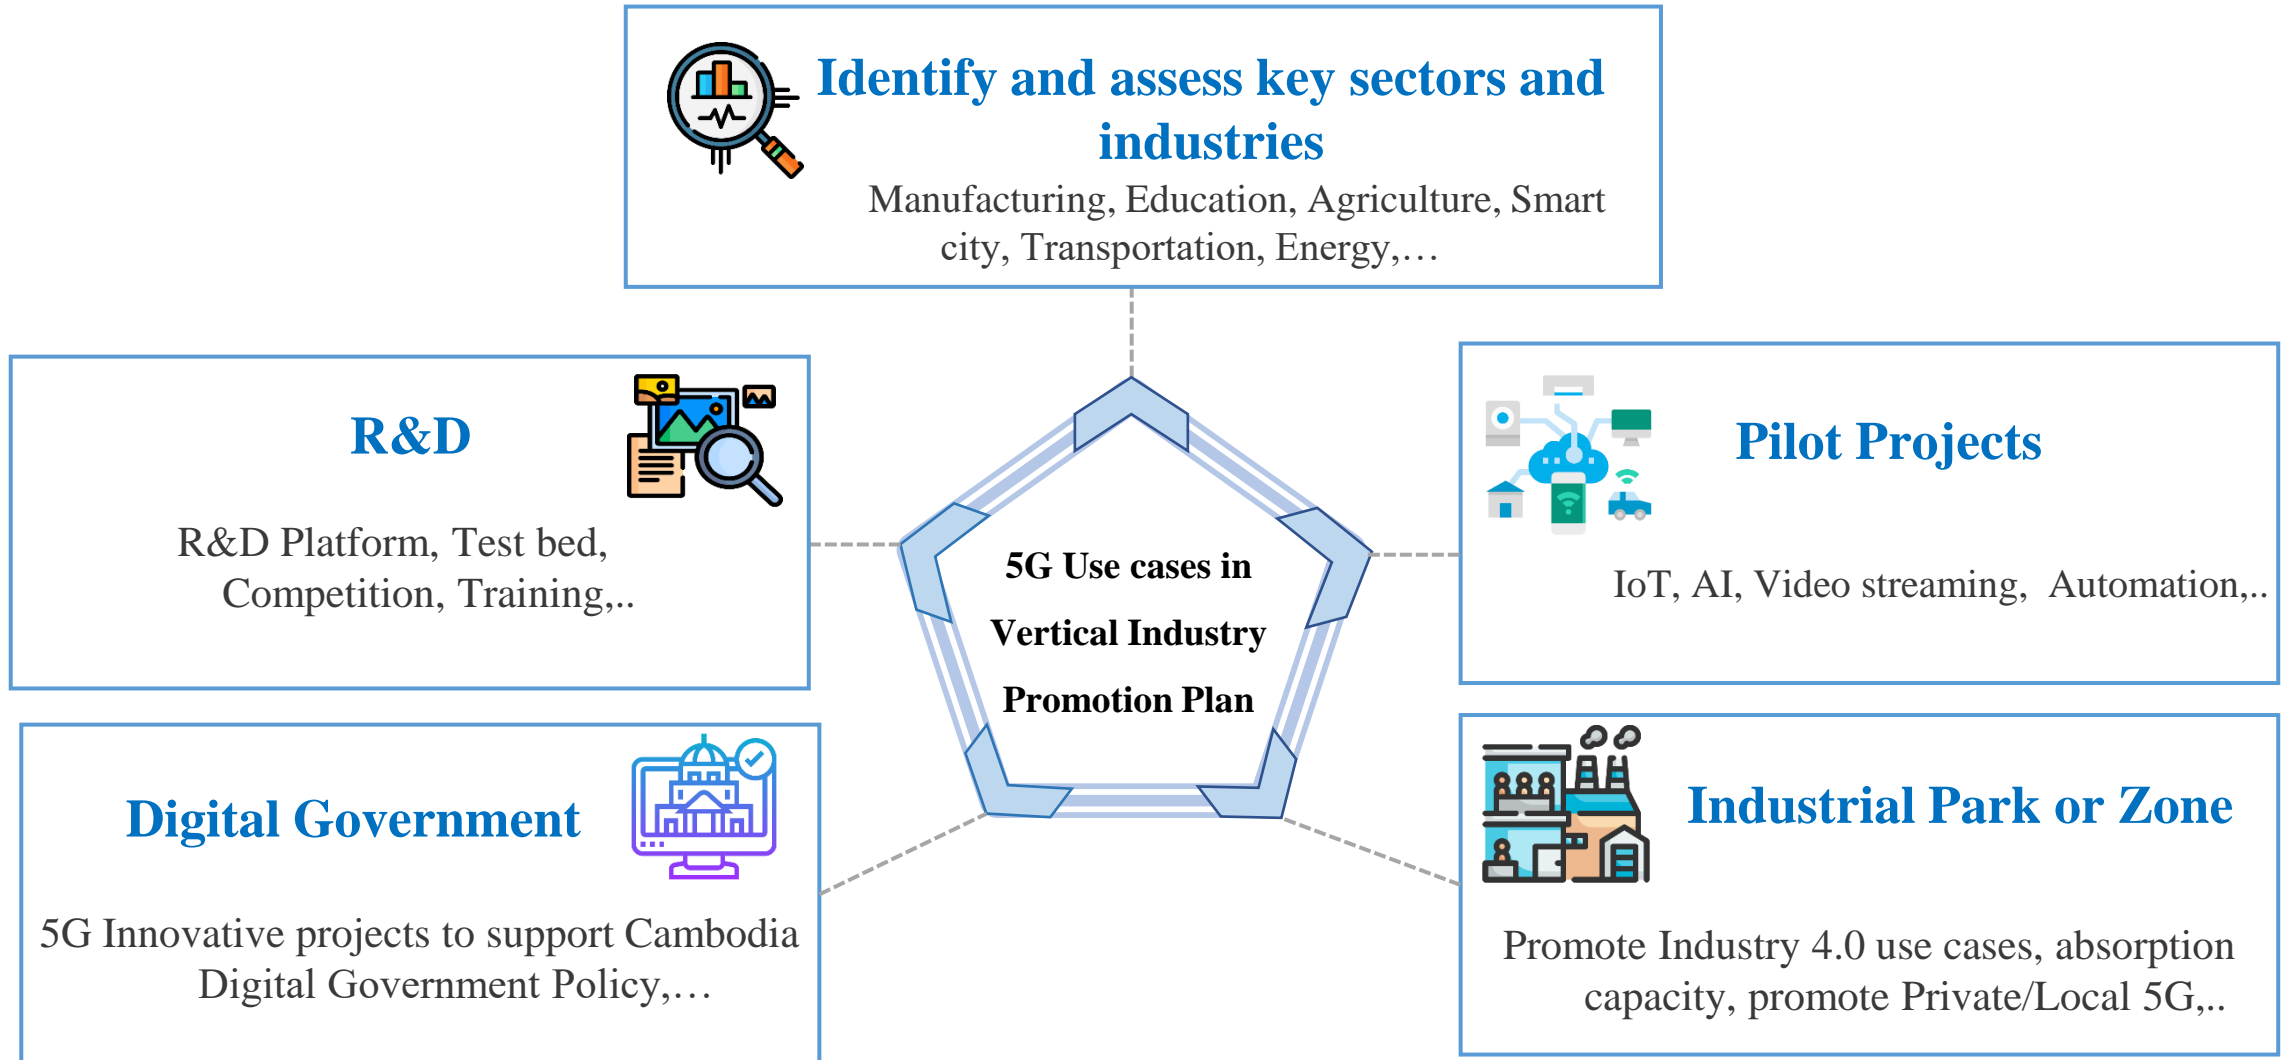 Identify and assess key sectors and
industries
Manufacturing, Education, Agriculture, Smart
city, Transportation, Energy,…
R&D
R&D Platform, Test bed,
Competition, Training,..
Pilot Projects
IoT, AI, Video streaming,  Automation,..
5G Use cases in
Vertical Industry
Promotion Plan
Digital Government
5G Innovative projects to support Cambodia
Digital Government Policy,…
Industrial Park or Zone
Promote Industry 4.0 use cases, absorption
capacity, promote Private/Local 5G,..